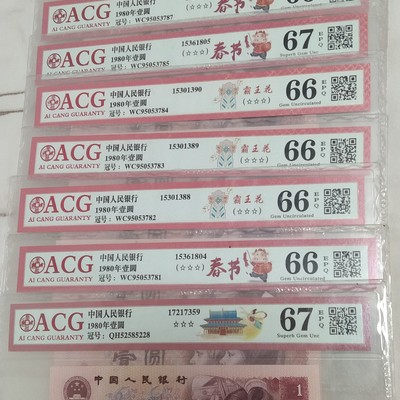 ACG
AI CANG GUARANTY
中国人民银行
1980年壹圆
冠号: WC95053787
ACG
AI CANG GUARANTY
中国人民银行
1980年壹圆
冠号: WC95053785
15361805
(☆☆☆)
春节
67 EPQ
Superb Gem Unc
ACG
AI CANG GUARANTY
中国人民银行
1980年壹圆
冠号: WC95053784
15301390
霸王花
(☆☆☆)
66 EPQ
Gem Uncirculated
ACG
AI CANG GUARANTY
中国人民银行
1980年壹圆
冠号: WC95053783
15301389
霸王花
(☆☆☆)
66 EPQ
Gem Uncirculated
ACG
AI CANG GUARANTY
中国人民银行
1980年壹圆
冠号: WC95053782
15301388
霸王花
(☆☆☆)
66 EPQ
Gem Uncirculated
ACG
AI CANG GUARANTY
中国人民银行
1980年壹圆
冠号: WC95053781
15361804
(☆☆☆)
春节
66 EPQ
Gem Uncirculated
ACG
AI CANG GUARANTY
中国人民银行
1980年壹圆
冠号: QH52585228
17217359
☆☆☆
67 EPQ
Superb Gem Unc
壹圆
中国人民银行
1